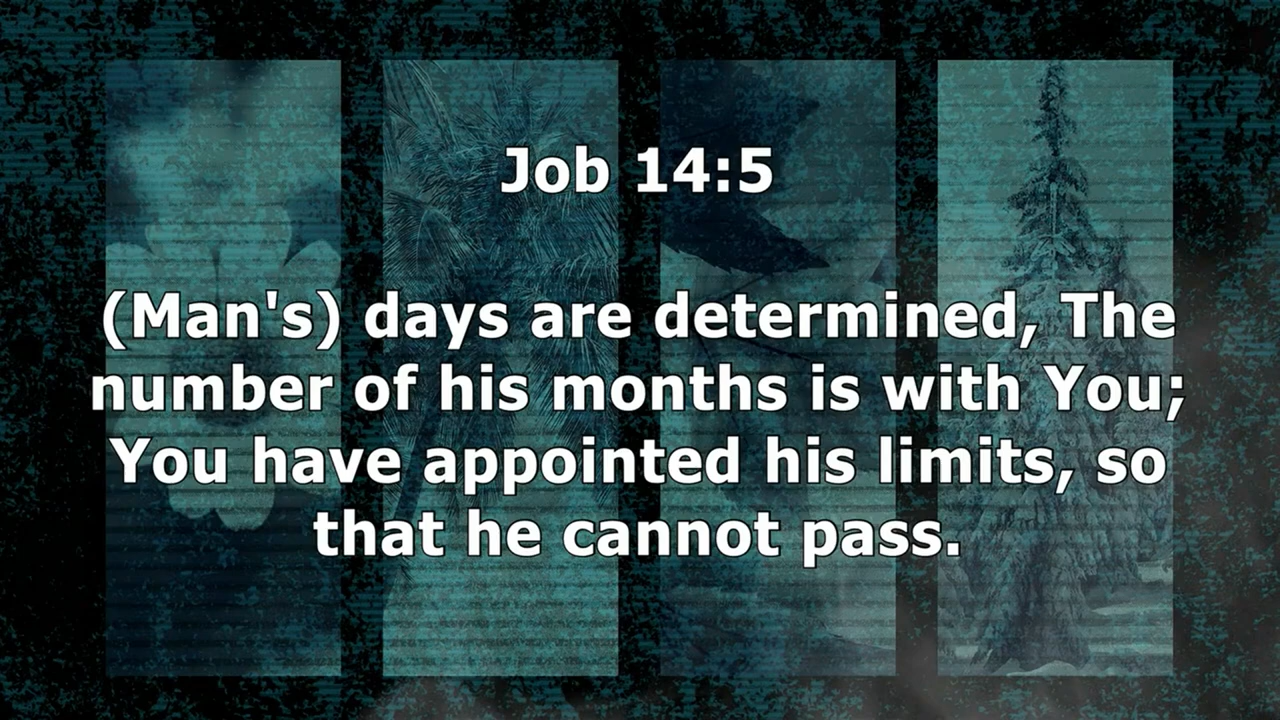 Job 14:5
(Man's) days are determined, The
number of his months is with You;
You have appointed his limits, so
that he cannot pass.